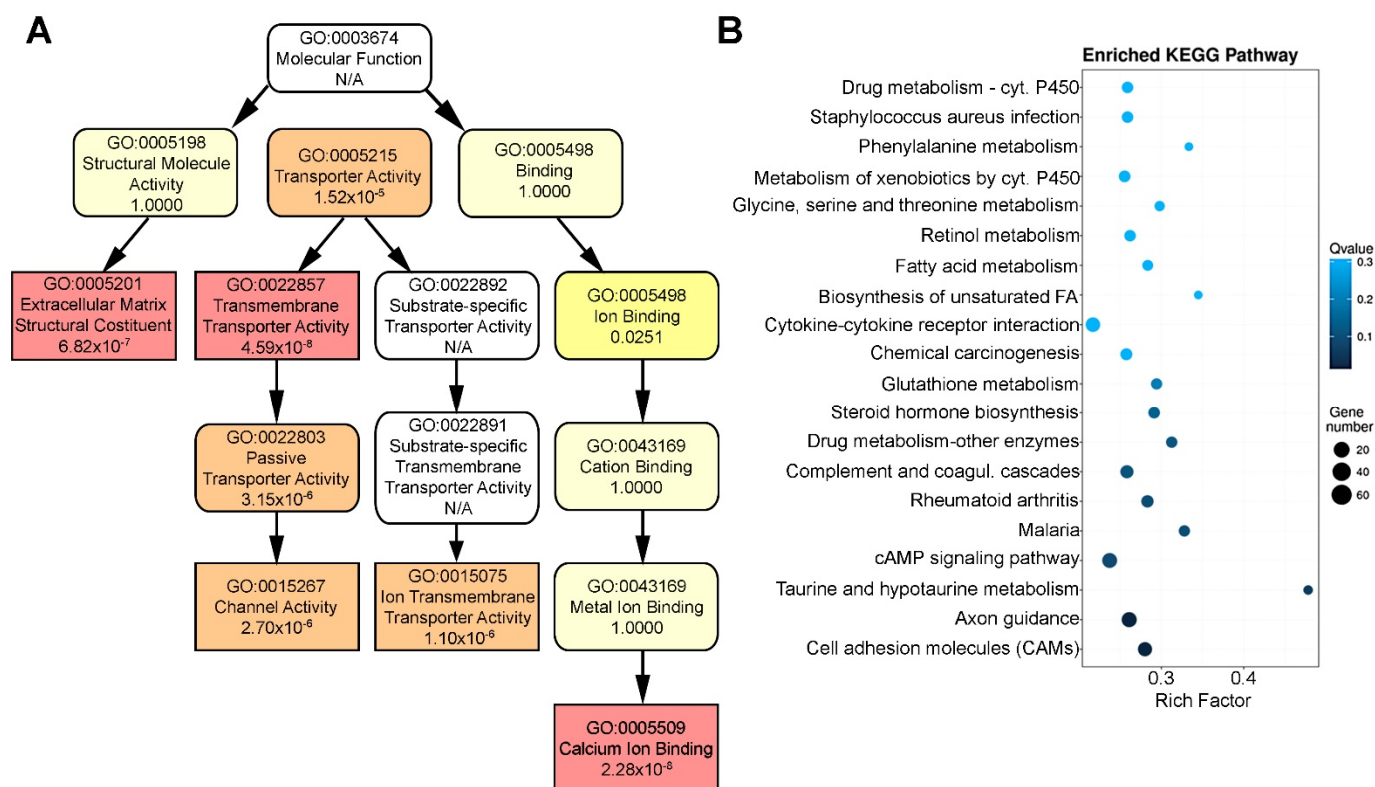 A
GO:0003674
Molecular Function
N/A
GO:0005198
Structural Molecule
Activity
1.0000
GO:0005215
Transporter Activity
1.52x10⁻⁵
GO:0005498
Binding
1.0000
GO:0005201
Extracellular Matrix
Structural Costituent
6.82x10⁻⁷
GO:0022857
Transmembrane
Transporter Activity
4.59x10⁻⁸
GO:0022892
Substrate-specific
Transporter Activity
N/A
GO:0005498
Ion Binding
0.0251
GO:0022803
Passive
Transporter Activity
3.15x10⁻⁶
GO:0022891
Substrate-specific
Transmembrane
Transporter Activity
N/A
GO:0043169
Cation Binding
1.0000
GO:0015267
Channel Activity
2.70x10⁻⁶
GO:0015075
Ion Transmembrane
Transporter Activity
1.10x10⁻⁶
GO:0043169
Metal Ion Binding
1.0000
GO:0005509
Calcium Ion Binding
2.28x10⁻⁸
B
Enriched KEGG Pathway
Drug metabolism - cyt. P450
Staphylococcus aureus infection
Phenylalanine metabolism
Metabolism of xenobiotics by cyt. P450
Glycine, serine and threonine metabolism
Retinol metabolism
Fatty acid metabolism
Biosynthesis of unsaturated FA
Cytokine-cytokine receptor interaction
Chemical carcinogenesis
Glutathione metabolism
Steroid hormone biosynthesis
Drug metabolism-other enzymes
Complement and coagul. cascades
Rheumatoid arthritis
Malaria
cAMP signaling pathway
Taurine and hypotaurine metabolism
Axon guidance
Cell adhesion molecules (CAMs)
0.3 0.4
Rich Factor
Qvalue
0.3
0.2
0.1
Gene
number
20
40
60